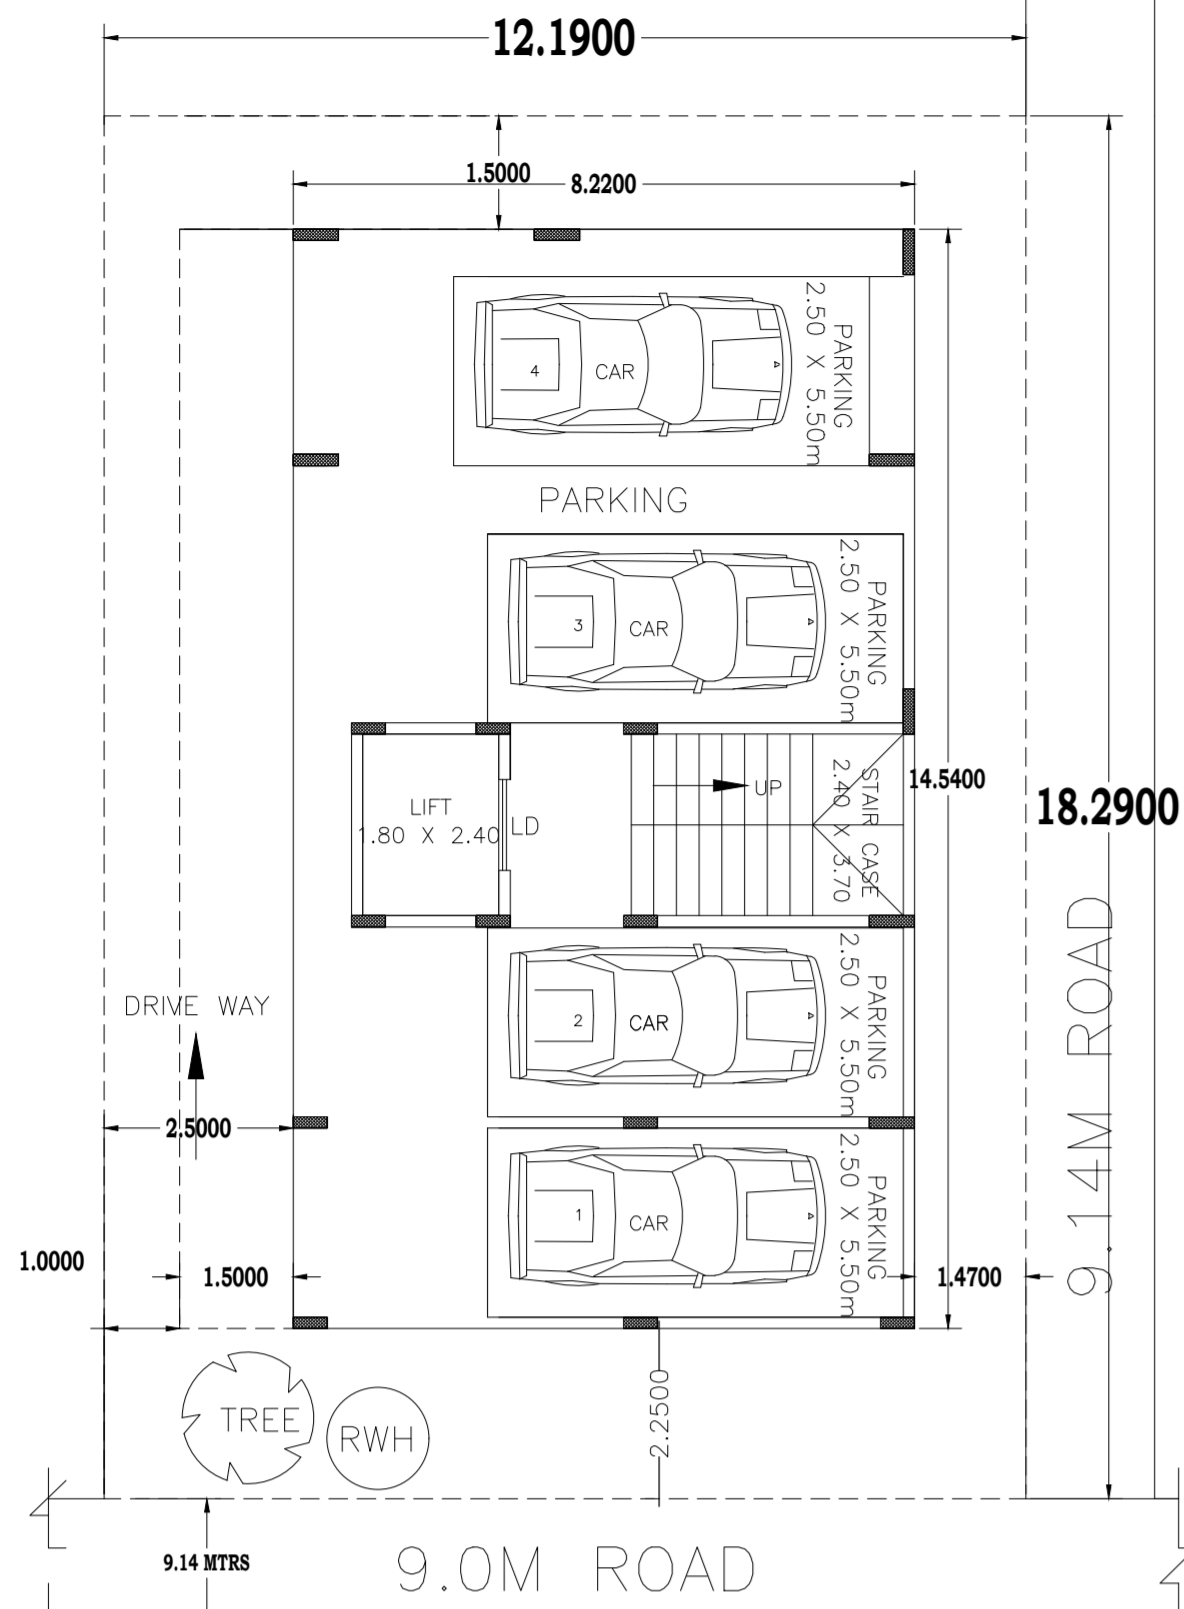 12.1900
1.5000
8.2200
4
CAR
PARKING
2.50 X 5.50m
PARKING
3
CAR
PARKING
2.50 X 5.50m
LIFT
1.80 X 2.40
LD
UP
STAIR CASE
2.40 X 3.70
14.5400
18.2900
2
CAR
PARKING
2.50 X 5.50m
DRIVE WAY
2.5000
1
CAR
PARKING
2.50 X 5.50m
1.0000
1.5000
1.4700
9.14M ROAD
TREE
RWH
2.2500
9.14 MTRS
9.0M ROAD